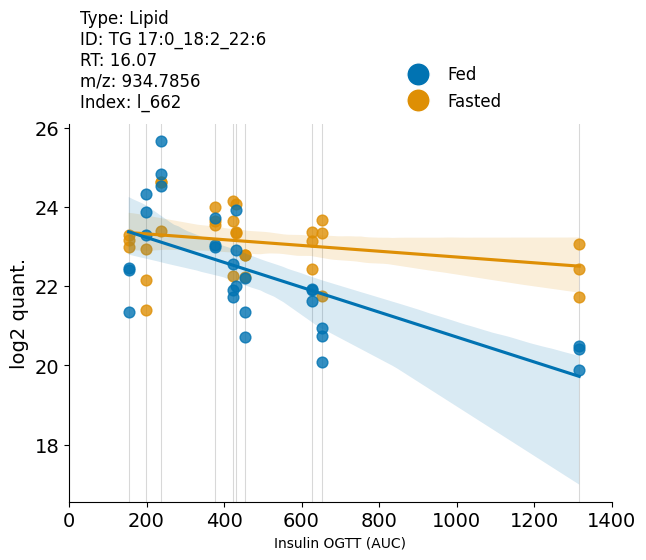 Type: Lipid
ID: TG 17:0_18:2_22:6
RT: 16.07
m/z: 934.7856
Index: l_662
Fed
Fasted
26
24
22
20
18
log2 quant.
0 200 400 600 800 1000 1200 1400
Insulin OGTT (AUC)